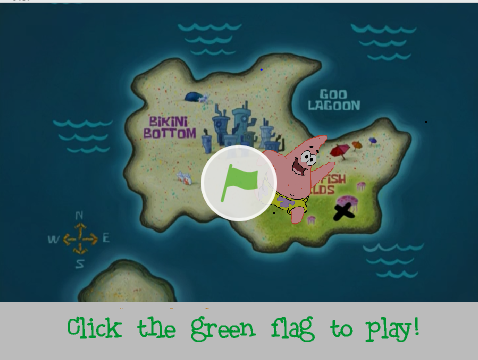 GOO
LAGOON
BIKINI
BOTTOM
N
W E
S
Click the green flag to play!